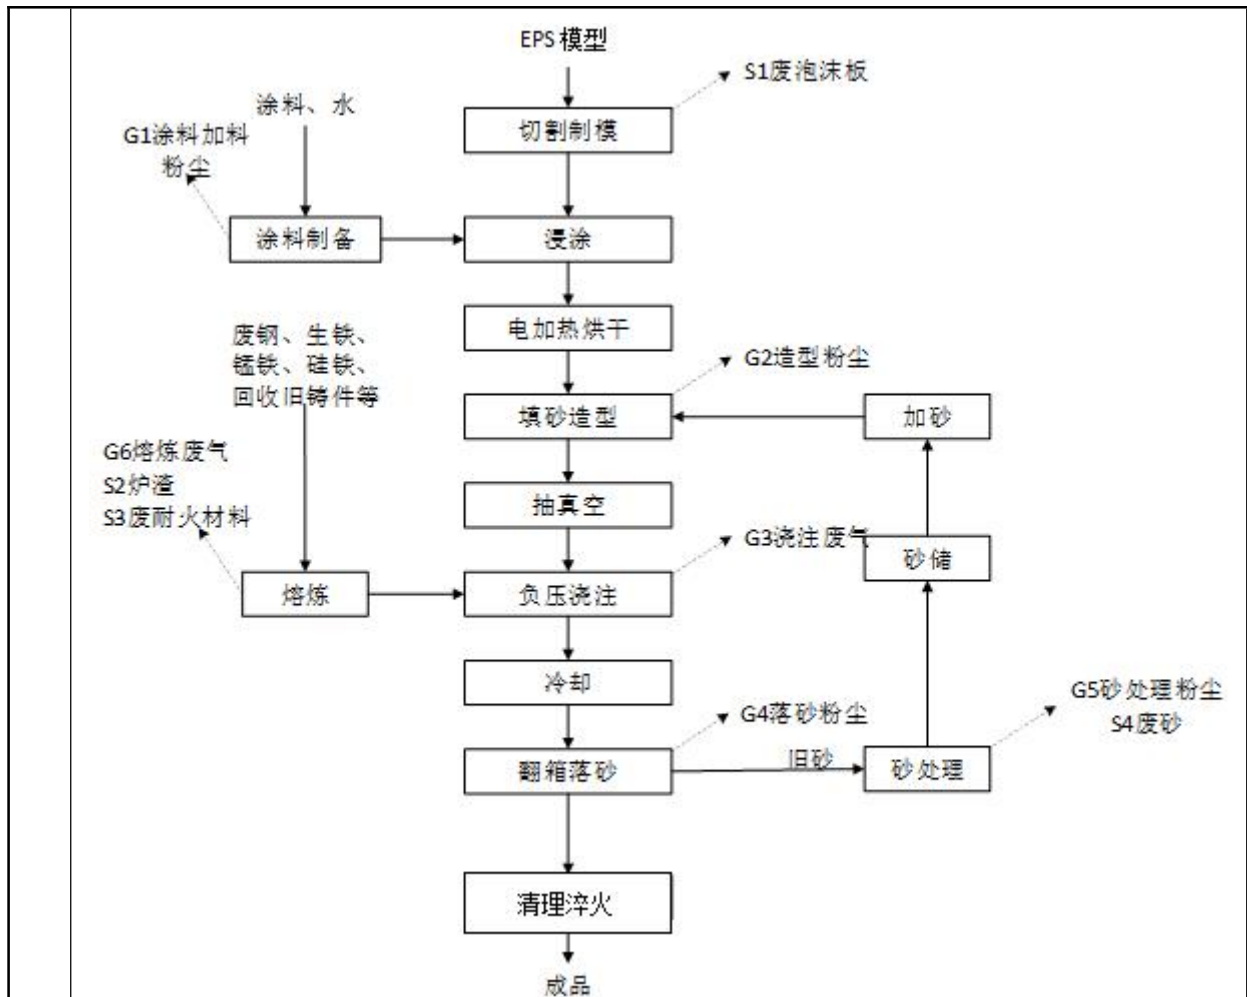 EPS模型
S1废泡沫板
涂料、水
G1涂料加料
粉尘
切割制模
涂料制备
浸涂
废钢、生铁、
锰铁、硅铁、
回收旧铸件等
电加热烘干
G2造型粉尘
填砂造型
加砂
G6熔炼废气
S2炉渣
S3废耐火材料
抽真空
G3浇注废气
砂储
熔炼
负压浇注
冷却
G4落砂粉尘
G5砂处理粉尘
S4废砂
翻箱落砂
旧砂
砂处理
清理淬火
成品